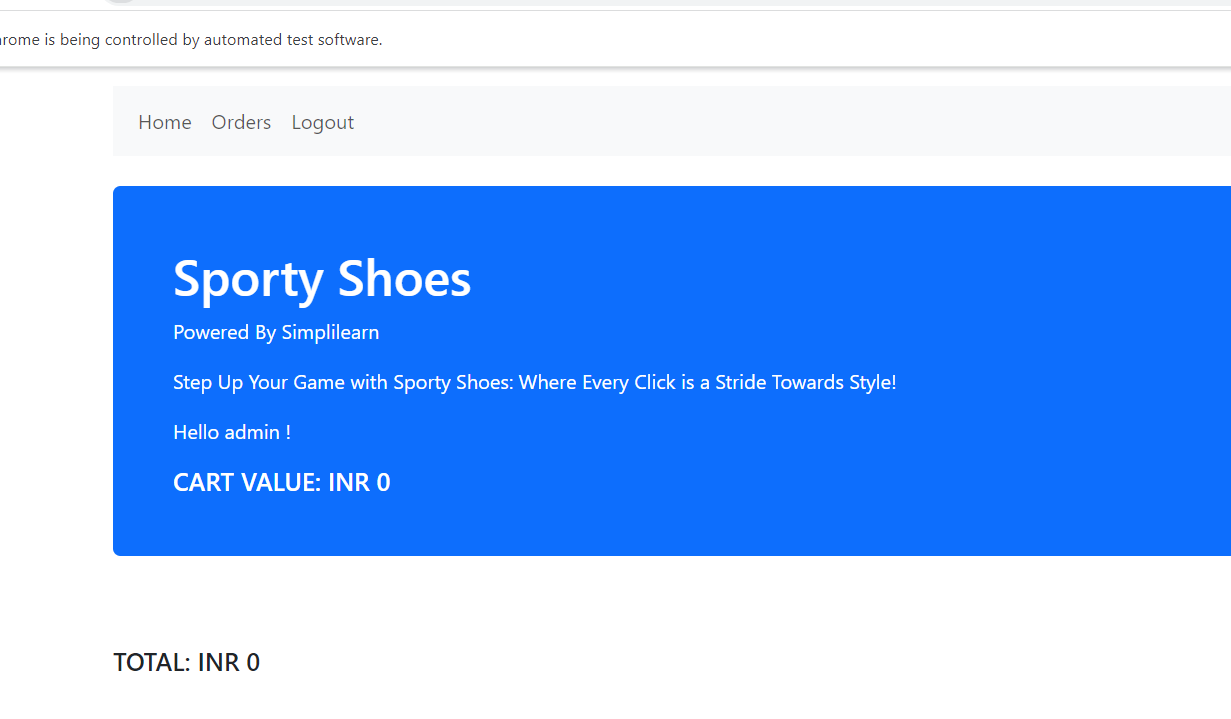 is being controlled by automated test software.
Home Orders Logout
Sporty Shoes
Powered By Simplilearn
Step Up Your Game with Sporty Shoes: Where Every Click is a Stride Towards Style!
Hello admin !
CART VALUE: INR 0
TOTAL: INR 0